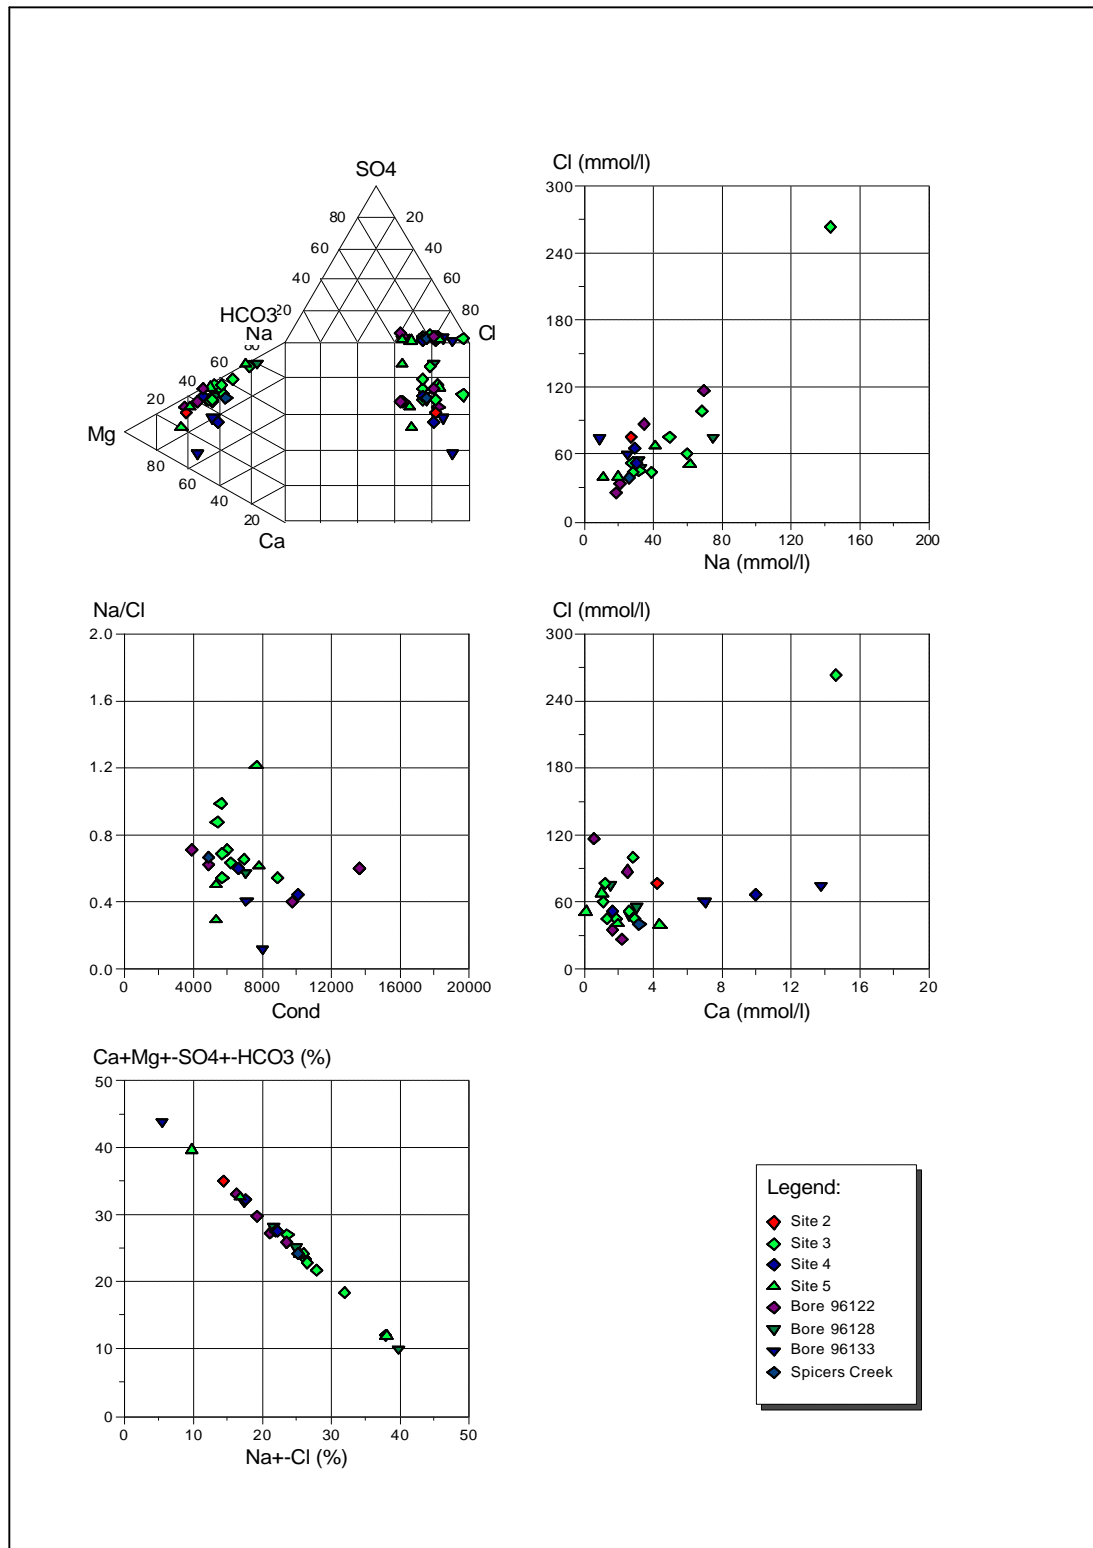 SO4
Cl (mmol/l)
300
240
180
120
60
0
0 40 80 120 160 200
Na (mmol/l)
80 20
60 40
40 60
20 80
HCO3 Cl
Na
60
40
20
Mg
80
60
40
20
Ca
Na/Cl
2.0
1.6
1.2
0.8
0.4
0.0
0 4000 8000 12000 16000 20000
Cond
Cl (mmol/l)
300
240
180
120
60
0
0 4 8 12 16 20
Ca (mmol/l)
Ca+Mg+-SO4+-HCO3 (%)
50
40
30
20
10
0
0 10 20 30 40 50
Na+-Cl (%)
Legend:
Site 2
Site 3
Site 4
Site 5
Bore 96122
Bore 96128
Bore 96133
Spicers Creek